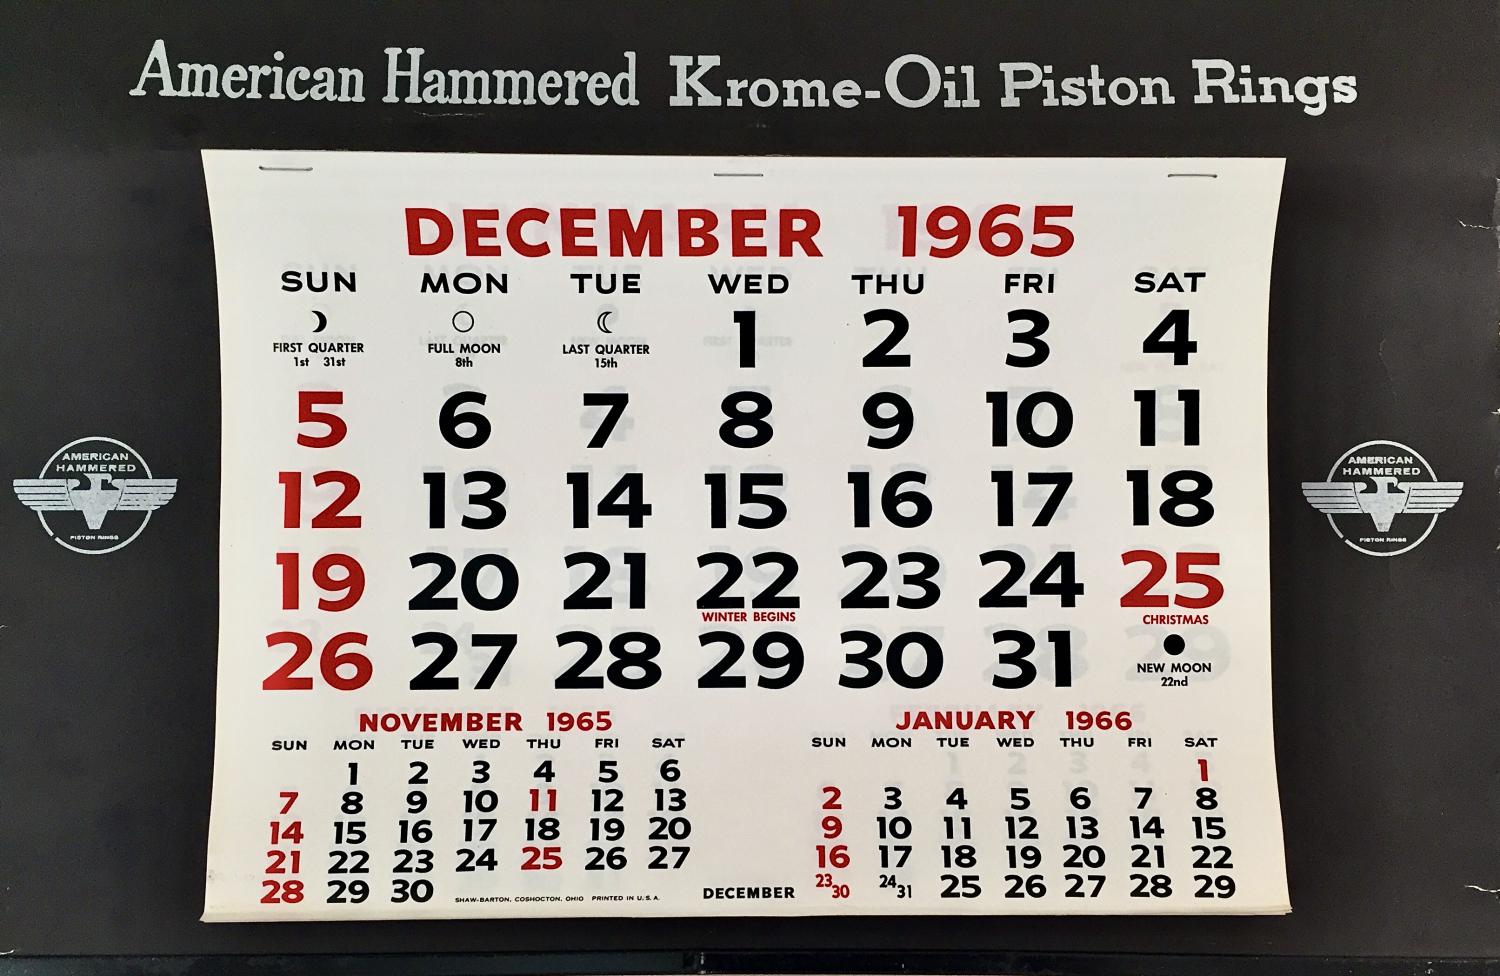 American Hammered Krome-Oil Piston Rings
DECEMBER 1965
SUN MON TUE WED THU FRI SAT
FIRST QUARTER
1st 31st
FULL MOON
8th
LAST QUARTER
15th
1 2 3 4
5 6 7 8 9 10 11
12 13 14 15 16 17 18
19 20 21 22 23 24 25
WINTER BEGINS
CHRISTMAS
26 27 28 29 30 31
NEW MOON
22nd
NOVEMBER 1965
SUN MON TUE WED THU FRI SAT
1 2 3 4 5 6
7 8 9 10 11 12 13
14 15 16 17 18 19 20
21 22 23 24 25 26 27
28 29 30
SHAW-BARTON, COSHOCTON, OHIO PRINTED IN U.S.A.
DECEMBER
JANUARY 1966
SUN MON TUE WED THU FRI SAT
1
2 3 4 5 6 7 8
9 10 11 12 13 14 15
16 17 18 19 20 21 22
23 30 24 31 25 26 27 28 29
AMERICAN
HAMMERED
PISTON RINGS
AMERICAN
HAMMERED
PISTON RINGS